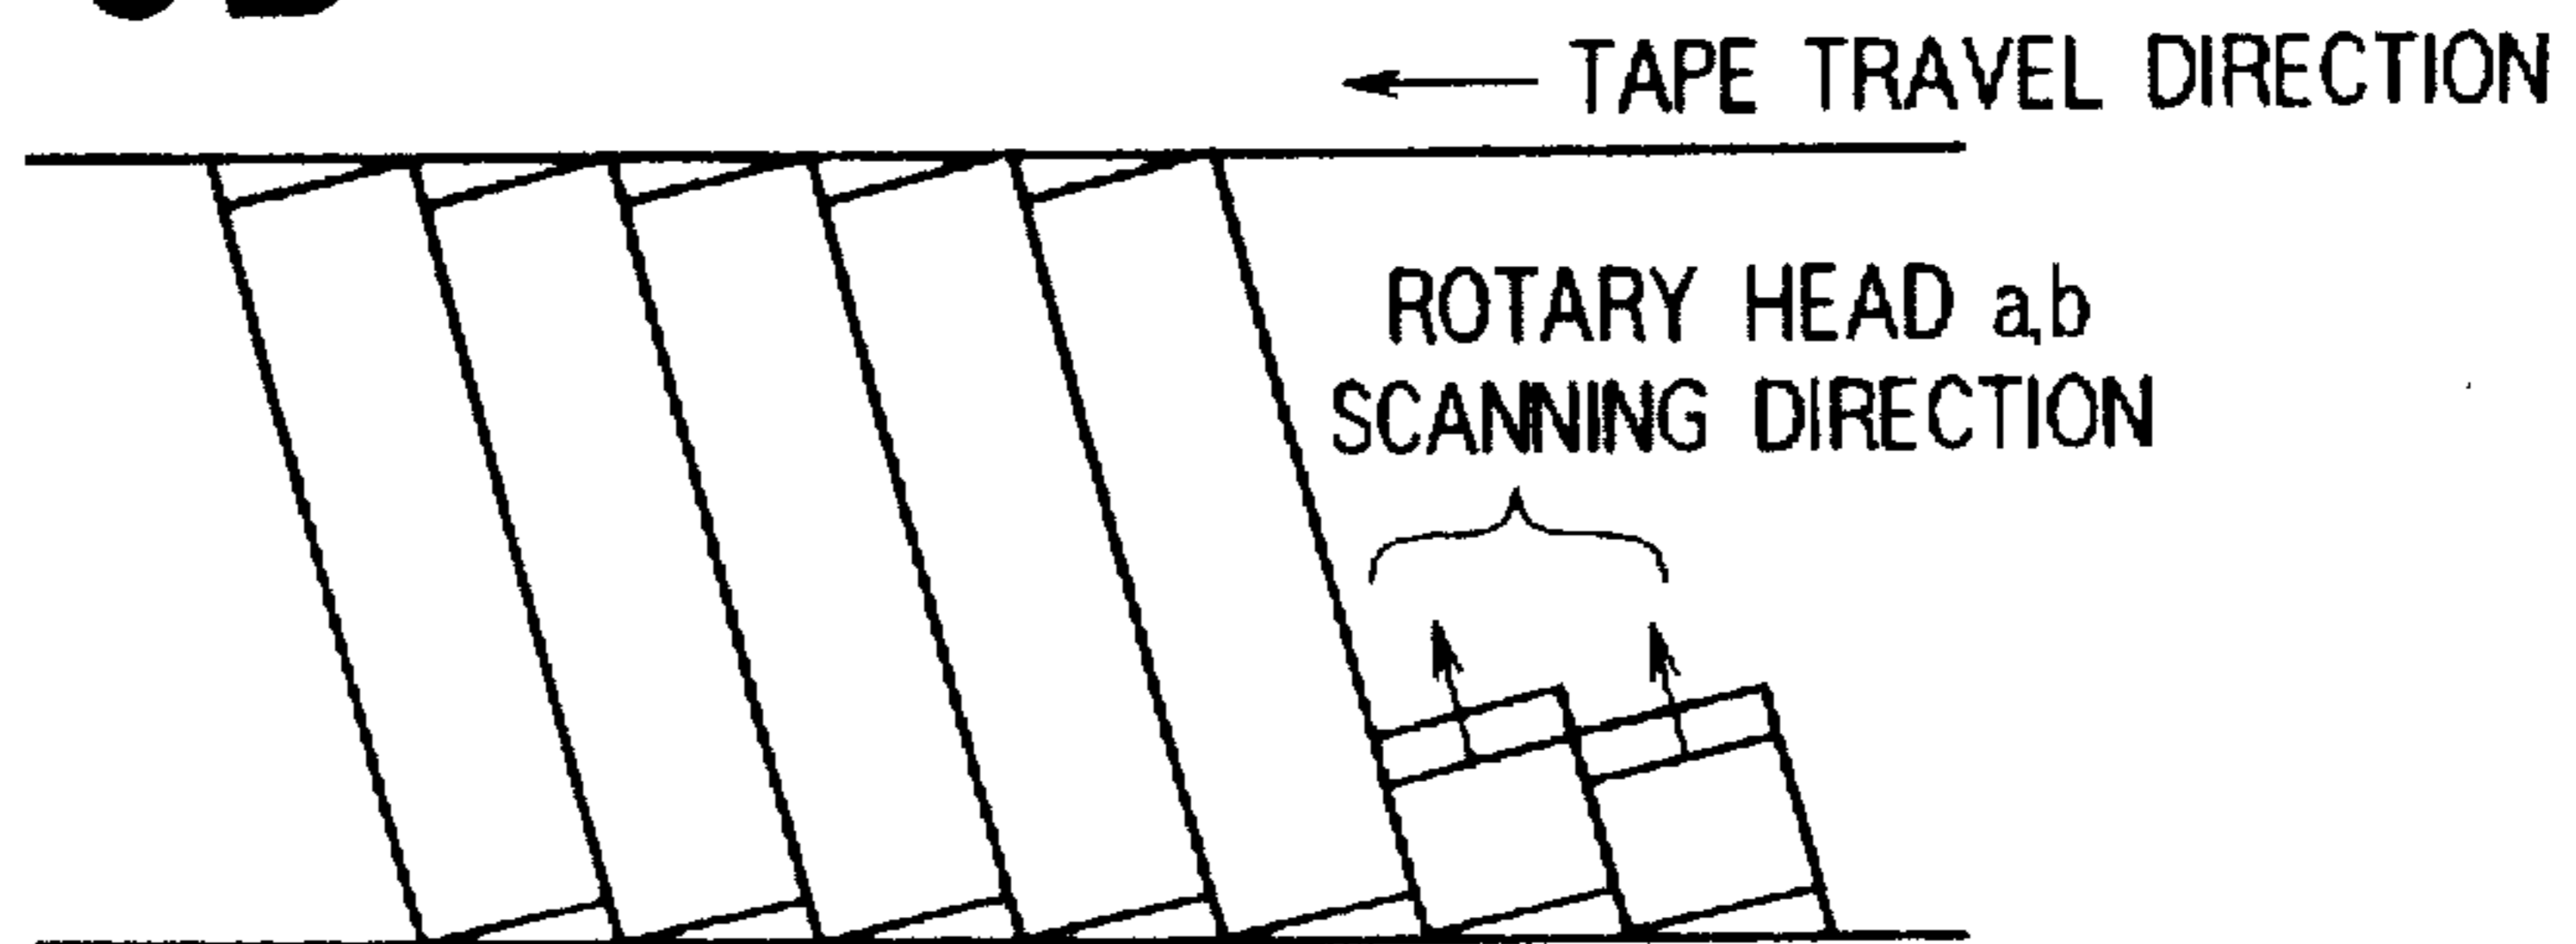 TAPE TRAVEL DIRECTION
ROTARY HEAD a,b
SCANNING DIRECTION